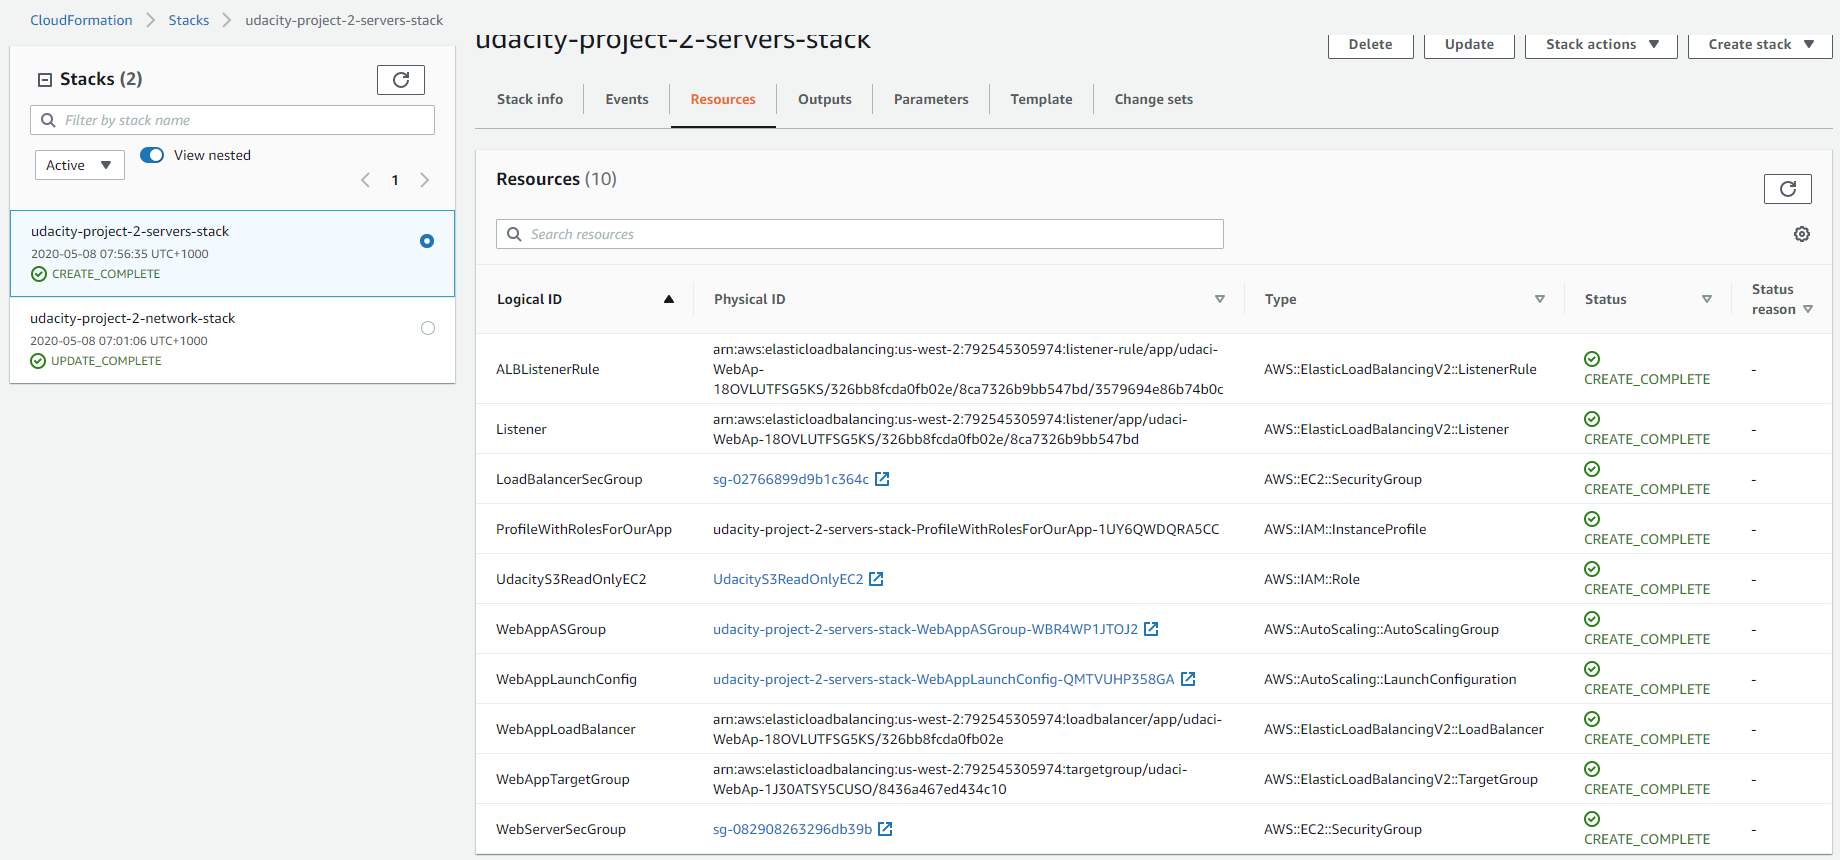 CloudFormation > Stacks > udacity-project-2-servers-stack
Stacks (2)
Filter by stack name
Active
View nested
1
udacity-project-2-servers-stack
2020-05-08 07:56:35 UTC+1000
CREATE_COMPLETE
udacity-project-2-network-stack
2020-05-08 07:01:06 UTC+1000
UPDATE_COMPLETE
udacity-project-2-servers-stack
Delete Update Stack actions Create stack
Stack info Events Resources Outputs Parameters Template Change sets
Resources (10)
Search resources
Logical ID Physical ID Type Status Status
reason
arn:aws:elasticloadbalancing:us-west-2:792545305974:listener-rule/app/udaci-
ALBListenerRule WebAp- AWS::ElasticLoadBalancingV2::ListenerRule CREATE_COMPLETE -
18OVLUTFSG5KS/326bb8fcda0fb02e/8ca7326b9bb547bd/3579694e86b74b0c
arn:aws:elasticloadbalancing:us-west-2:792545305974:listener/app/udaci-
Listener WebAp-18OVLUTFSG5KS/326bb8fcda0fb02e/8ca7326b9bb547bd AWS::ElasticLoadBalancingV2::Listener CREATE_COMPLETE -
LoadBalancerSecGroup sg-02766899d9b1c364c AWS::EC2::SecurityGroup CREATE_COMPLETE -
ProfileWithRolesForOurApp udacity-project-2-servers-stack-ProfileWithRolesForOurApp-1UY6QWDQRA5CC AWS::IAM::InstanceProfile CREATE_COMPLETE -
UdacityS3ReadOnlyEC2 UdacityS3ReadOnlyEC2 AWS::IAM::Role CREATE_COMPLETE -
WebAppASGroup udacity-project-2-servers-stack-WebAppASGroup-WBR4WP1JTOJ2 AWS::AutoScaling::AutoScalingGroup CREATE_COMPLETE -
WebAppLaunchConfig udacity-project-2-servers-stack-WebAppLaunchConfig-QMTVUHP358GA AWS::AutoScaling::LaunchConfiguration CREATE_COMPLETE -
arn:aws:elasticloadbalancing:us-west-2:792545305974:loadbalancer/app/udaci-
WebAppLoadBalancer WebAp-18OVLUTFSG5KS/326bb8fcda0fb02e AWS::ElasticLoadBalancingV2::LoadBalancer CREATE_COMPLETE -
arn:aws:elasticloadbalancing:us-west-2:792545305974:targetgroup/udaci-
WebAppTargetGroup WebAp-1J30ATSY5CUSO/8436a467ed434c10 AWS::ElasticLoadBalancingV2::TargetGroup CREATE_COMPLETE -
WebServerSecGroup sg-082908263296db39b AWS::EC2::SecurityGroup CREATE_COMPLETE -